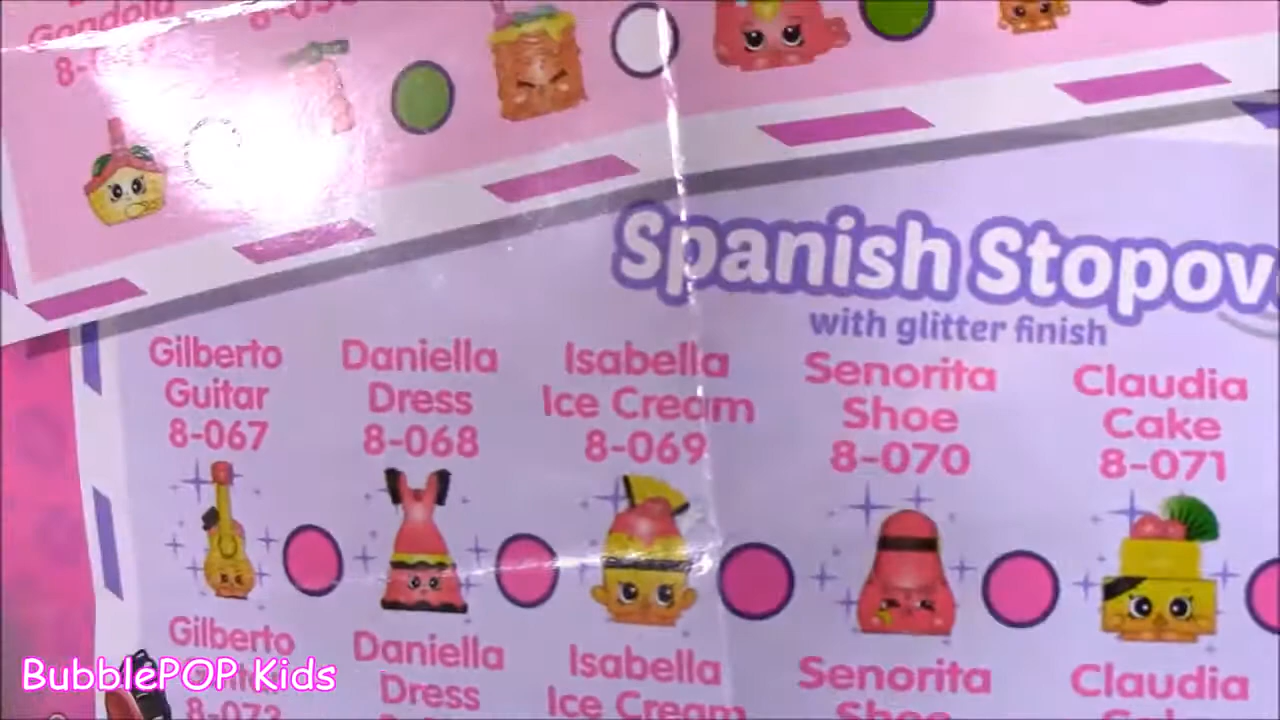 Gondola
Spanish Stopov
with glitter finish
Gilberto Guitar 8-067
Daniella Dress 8-068
Isabella Ice Cream 8-069
Senorita Shoe 8-070
Claudia Cake 8-071
Gilberto
Daniella Dress
Isabella Ice Cream
Senorita
Claudia
BubblePOP Kids